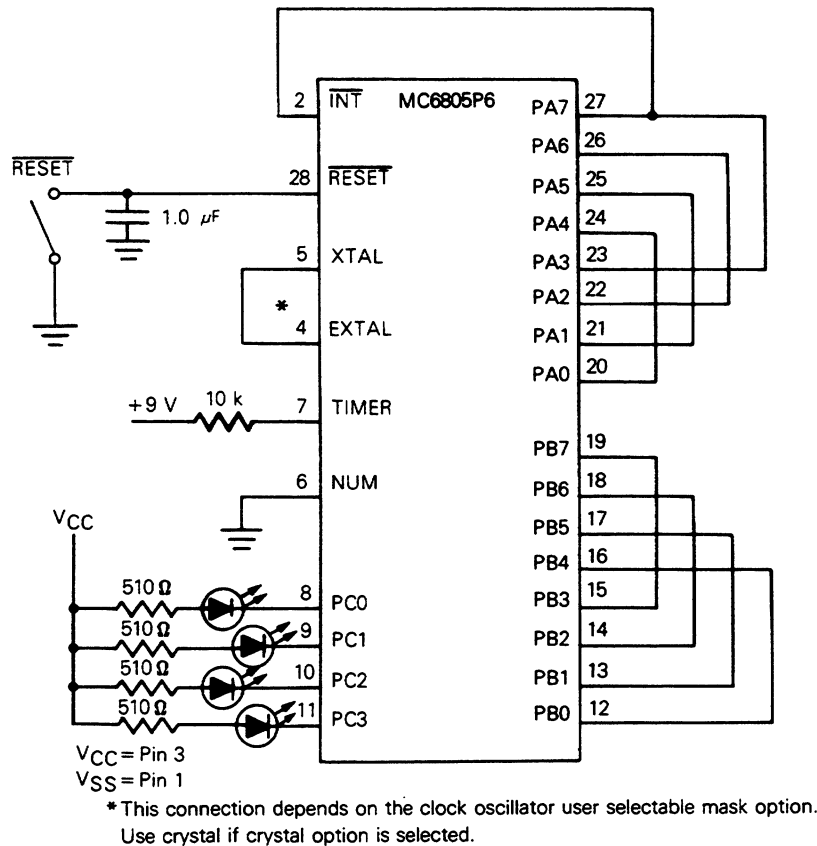 2 INT MC6805P6 PA7 27
PA6 26
RESET
28 RESET PA5 25
1.0 µF
PA4 24
5 XTAL PA3 23
PA2 22
*
4 EXTAL PA1 21
PA0 20
+9 V 10 k 7 TIMER
PB7 19
6 NUM PB6 18
VCC
PB5 17
PB4 16
510 Ω 8 PC0 PB3 15
510 Ω 9 PC1 PB2 14
510 Ω 10 PC2 PB1 13
510 Ω 11 PC3 PB0 12
VCC = Pin 3
VSS = Pin 1
* This connection depends on the clock oscillator user selectable mask option.
Use crystal if crystal option is selected.